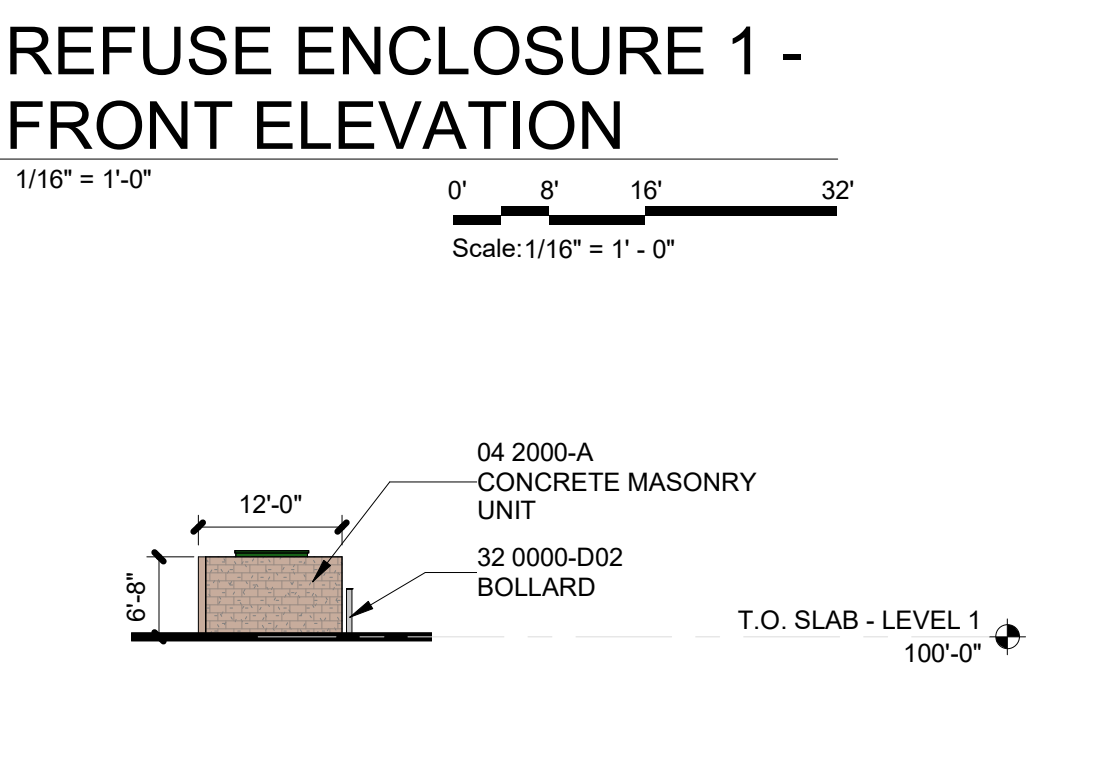 REFUSE ENCLOSURE 1 -
FRONT ELEVATION
1/16" = 1'-0"
0' 8' 16' 32'
Scale: 1/16" = 1' - 0"
04 2000-A
CONCRETE MASONRY
UNIT
12'-0"
32 0000-D02
BOLLARD
6'-8"
T.O. SLAB - LEVEL 1
100'-0"